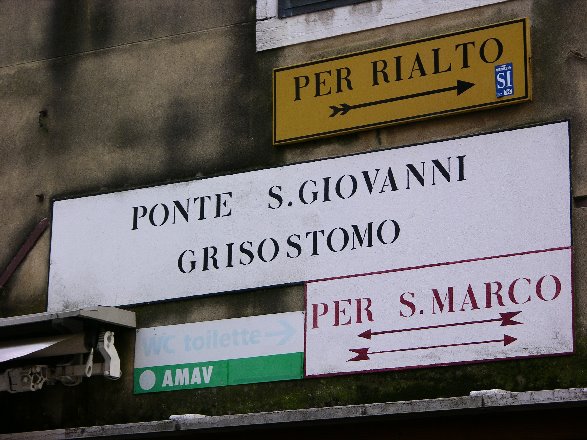 PER RIALTO
SI
PONTE S.GIOVANNI
GRISOSTOMO
PER S.MARCO
WC toilette
AMAV